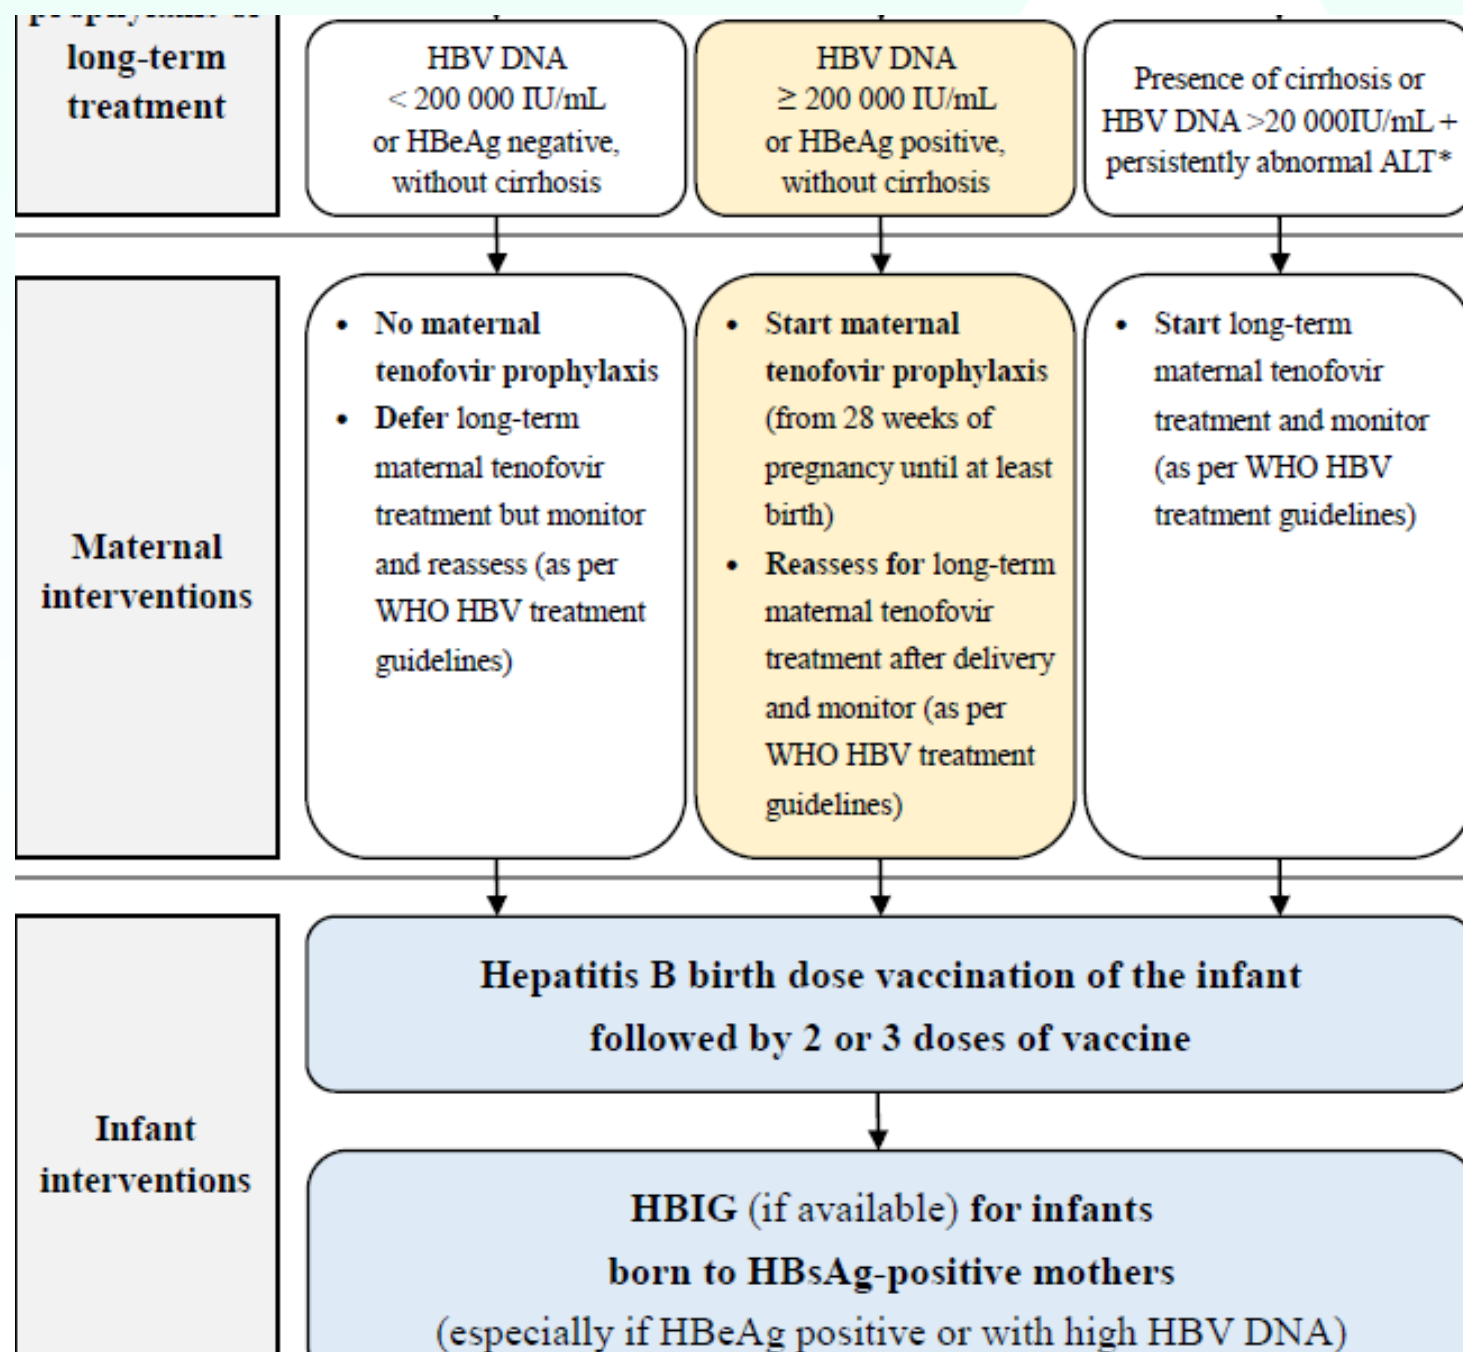 long-term
treatment
HBV DNA
< 200 000 IU/mL
or HBeAg negative,
without cirrhosis
HBV DNA
≥ 200 000 IU/mL
or HBeAg positive,
without cirrhosis
Presence of cirrhosis or
HBV DNA >20 000IU/mL +
persistently abnormal ALT*
Maternal
interventions
• No maternal
tenofovir prophylaxis
• Defer long-term
maternal tenofovir
treatment but monitor
and reassess (as per
WHO HBV treatment
guidelines)
• Start maternal
tenofovir prophylaxis
(from 28 weeks of
pregnancy until at least
birth)
• Reassess for long-term
maternal tenofovir
treatment after delivery
and monitor (as per
WHO HBV treatment
guidelines)
• Start long-term
maternal tenofovir
treatment and monitor
(as per WHO HBV
treatment guidelines)
Infant
interventions
Hepatitis B birth dose vaccination of the infant
followed by 2 or 3 doses of vaccine
HBIG (if available) for infants
born to HBsAg-positive mothers
(especially if HBeAg positive or with high HBV DNA)